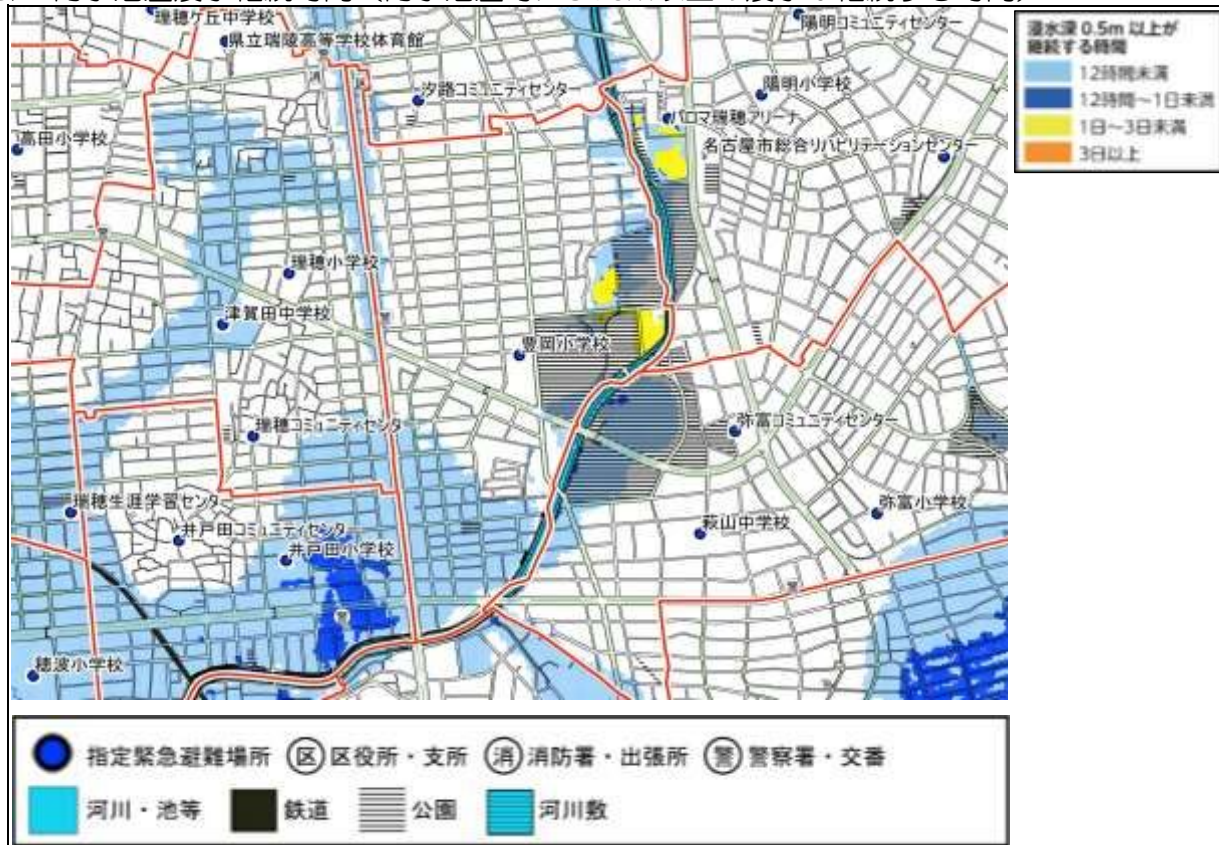 瑞穂ケ丘中学校
陽明コミュニティセンター
県立瑞陵高等学校体育館
浸水深 0.5m 以上が
継続する時間
12時間未満
12時間～1日未満
1日～3日未満
3日以上
汐路コミュニティセンター
陽明小学校
パロマ瑞穂アリーナ
高田小学校
名古屋市総合リハビリテーションセンター
瑞穂小学校
津賀田中学校
豊岡小学校
瑞穂コミュニティセンター
弥富コミュニティセンター
瑞穂生涯学習センター
弥富小学校
井戸田コミュニティセンター
萩山中学校
井戸田小学校
穂波小学校
指定緊急避難場所 区 区役所・支所 消 消防署・出張所 警 警察署・交番
河川・池等 鉄道 公園 河川敷